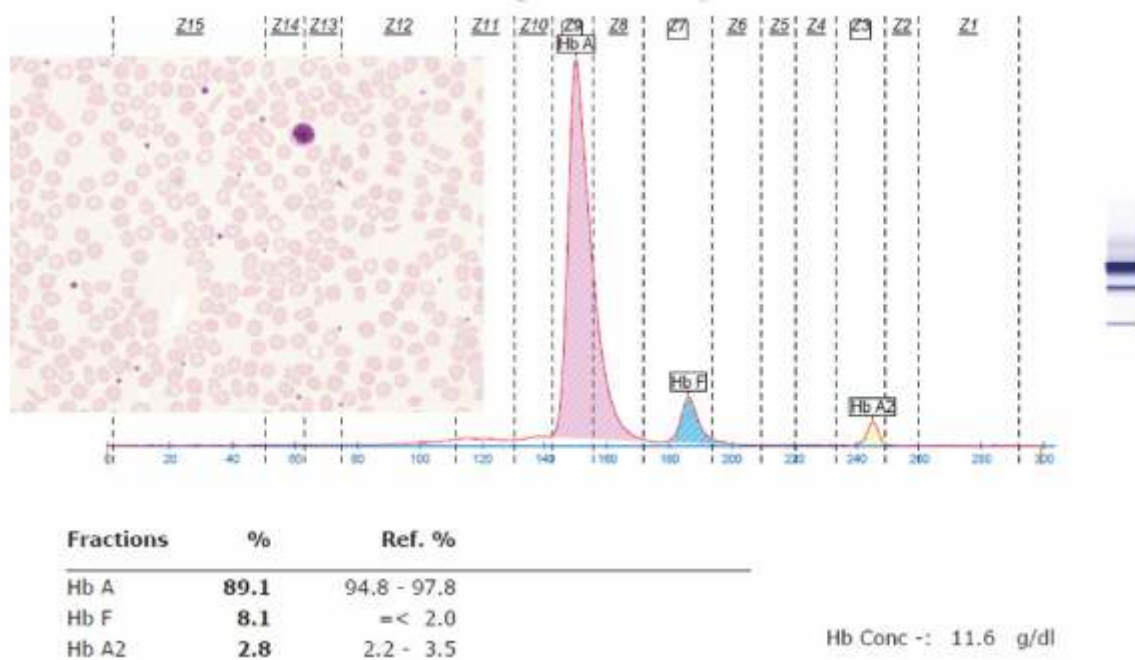 Z15 Z14 Z13 Z12 Z11 Z10 Z9 Z8 Z7 Z6 Z5 Z4 Z3 Z2 Z1
Hb A
Hb F
Hb A2
0 20 40 60 80 100 120 140 160 180 200 220 240 260 280 300
Fractions % Ref. %
Hb A 89.1 94.8 - 97.8
Hb F 8.1 =< 2.0
Hb A2 2.8 2.2 - 3.5
Hb Conc -: 11.6 g/dl